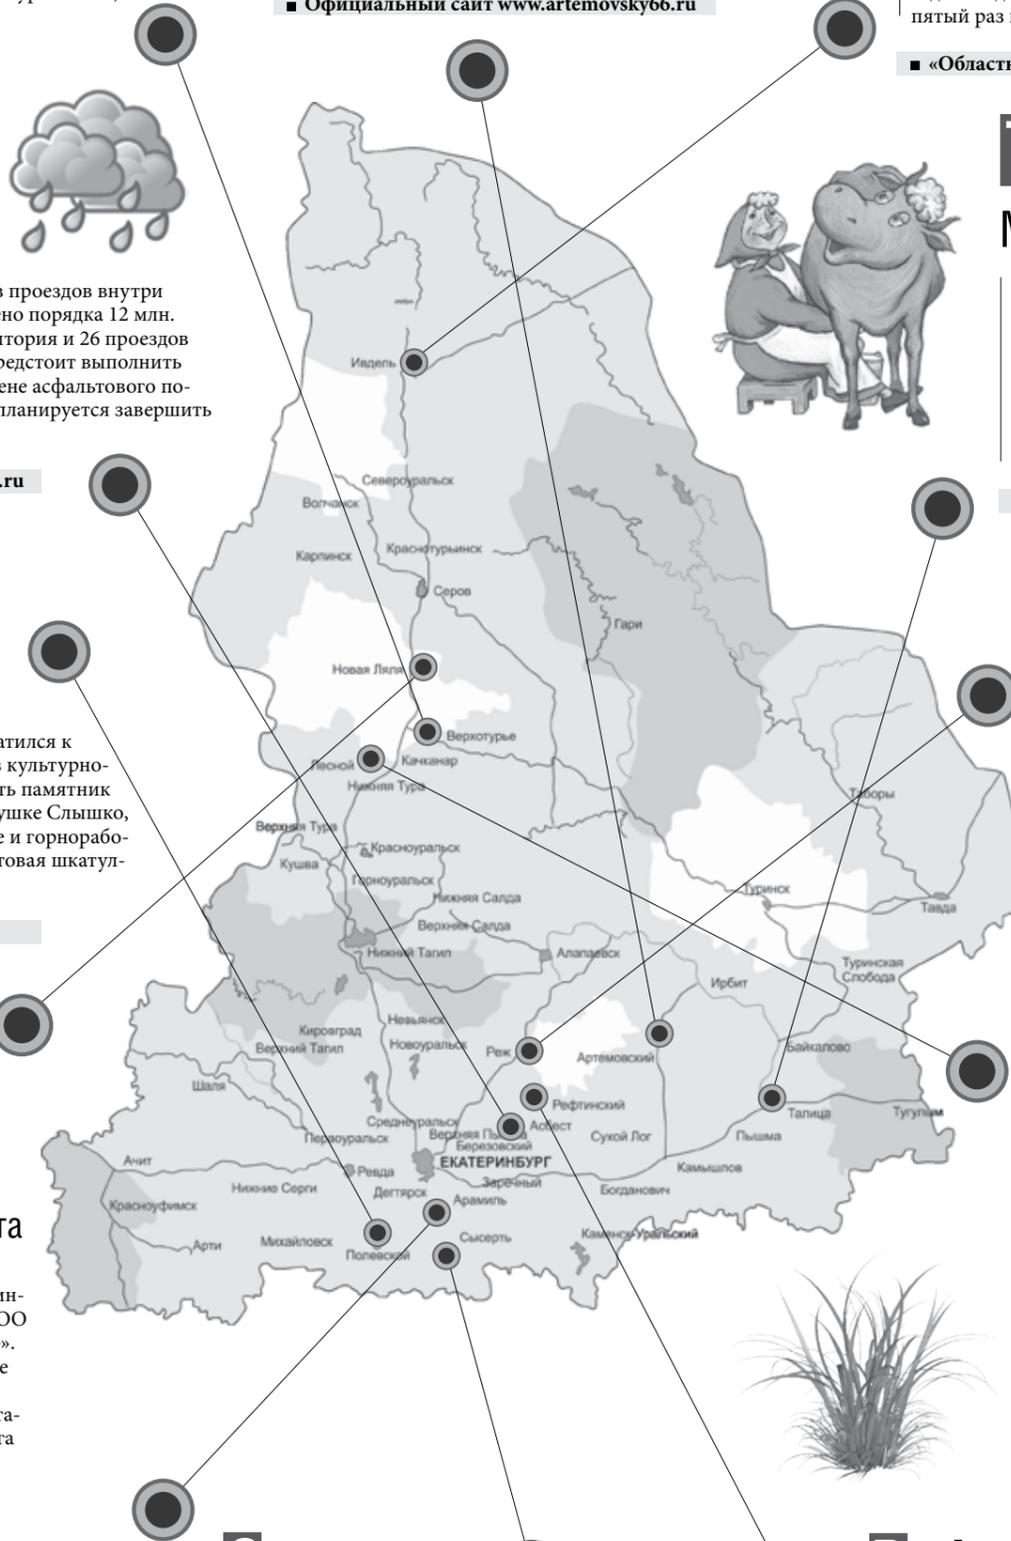 ■ Официальный сайт www.artemovsky66.ru
пятый раз
■ «Област
в проездов внутри
ено порядка 12 млн.
итория и 26 проездов
редстоит выполнить
ене асфальтового по-
планируется завершить
.ru
Ивдель
Североуральск
Волчанск
Краснотурьинск
Карпинск
Серов
Гари
Новая Ляля
Верхотурье
Качканар
Лесной
Нижняя Тура
Таборы
атился к
в культурно-
ть памятник
ушке Слышко,
е и горнорабо-
товая шкатул-
Верхняя Тура
Красноуральск
Кушва
Горноуральск
Нижняя Салда
Туринск
Тавда
Верхняя Салда
Нижний Тагил
Алапаевск
Туринская
Слобода
Ирбит
Невьянск
Кировград
Верхний Тагил
Новоуральск
Реж
Артемовский
Байкалово
Шаля
Рефтинский
Талица
Тугулым
Среднеуральск
Асбест
Первоуральск
Верхняя Пышма
Березовский
Сухой Лог
Пышма
Ачит
Ревда
ЕКАТЕРИНБУРГ
Камышлов
Нижние Серги
Дегтярск
Заречный
Богданович
Арамиль
Красноуфимск
Арти
Михайловск
Полевской
Сысерть
Каменск-Уральский
та
ин-
ОО
».
е
та-
та